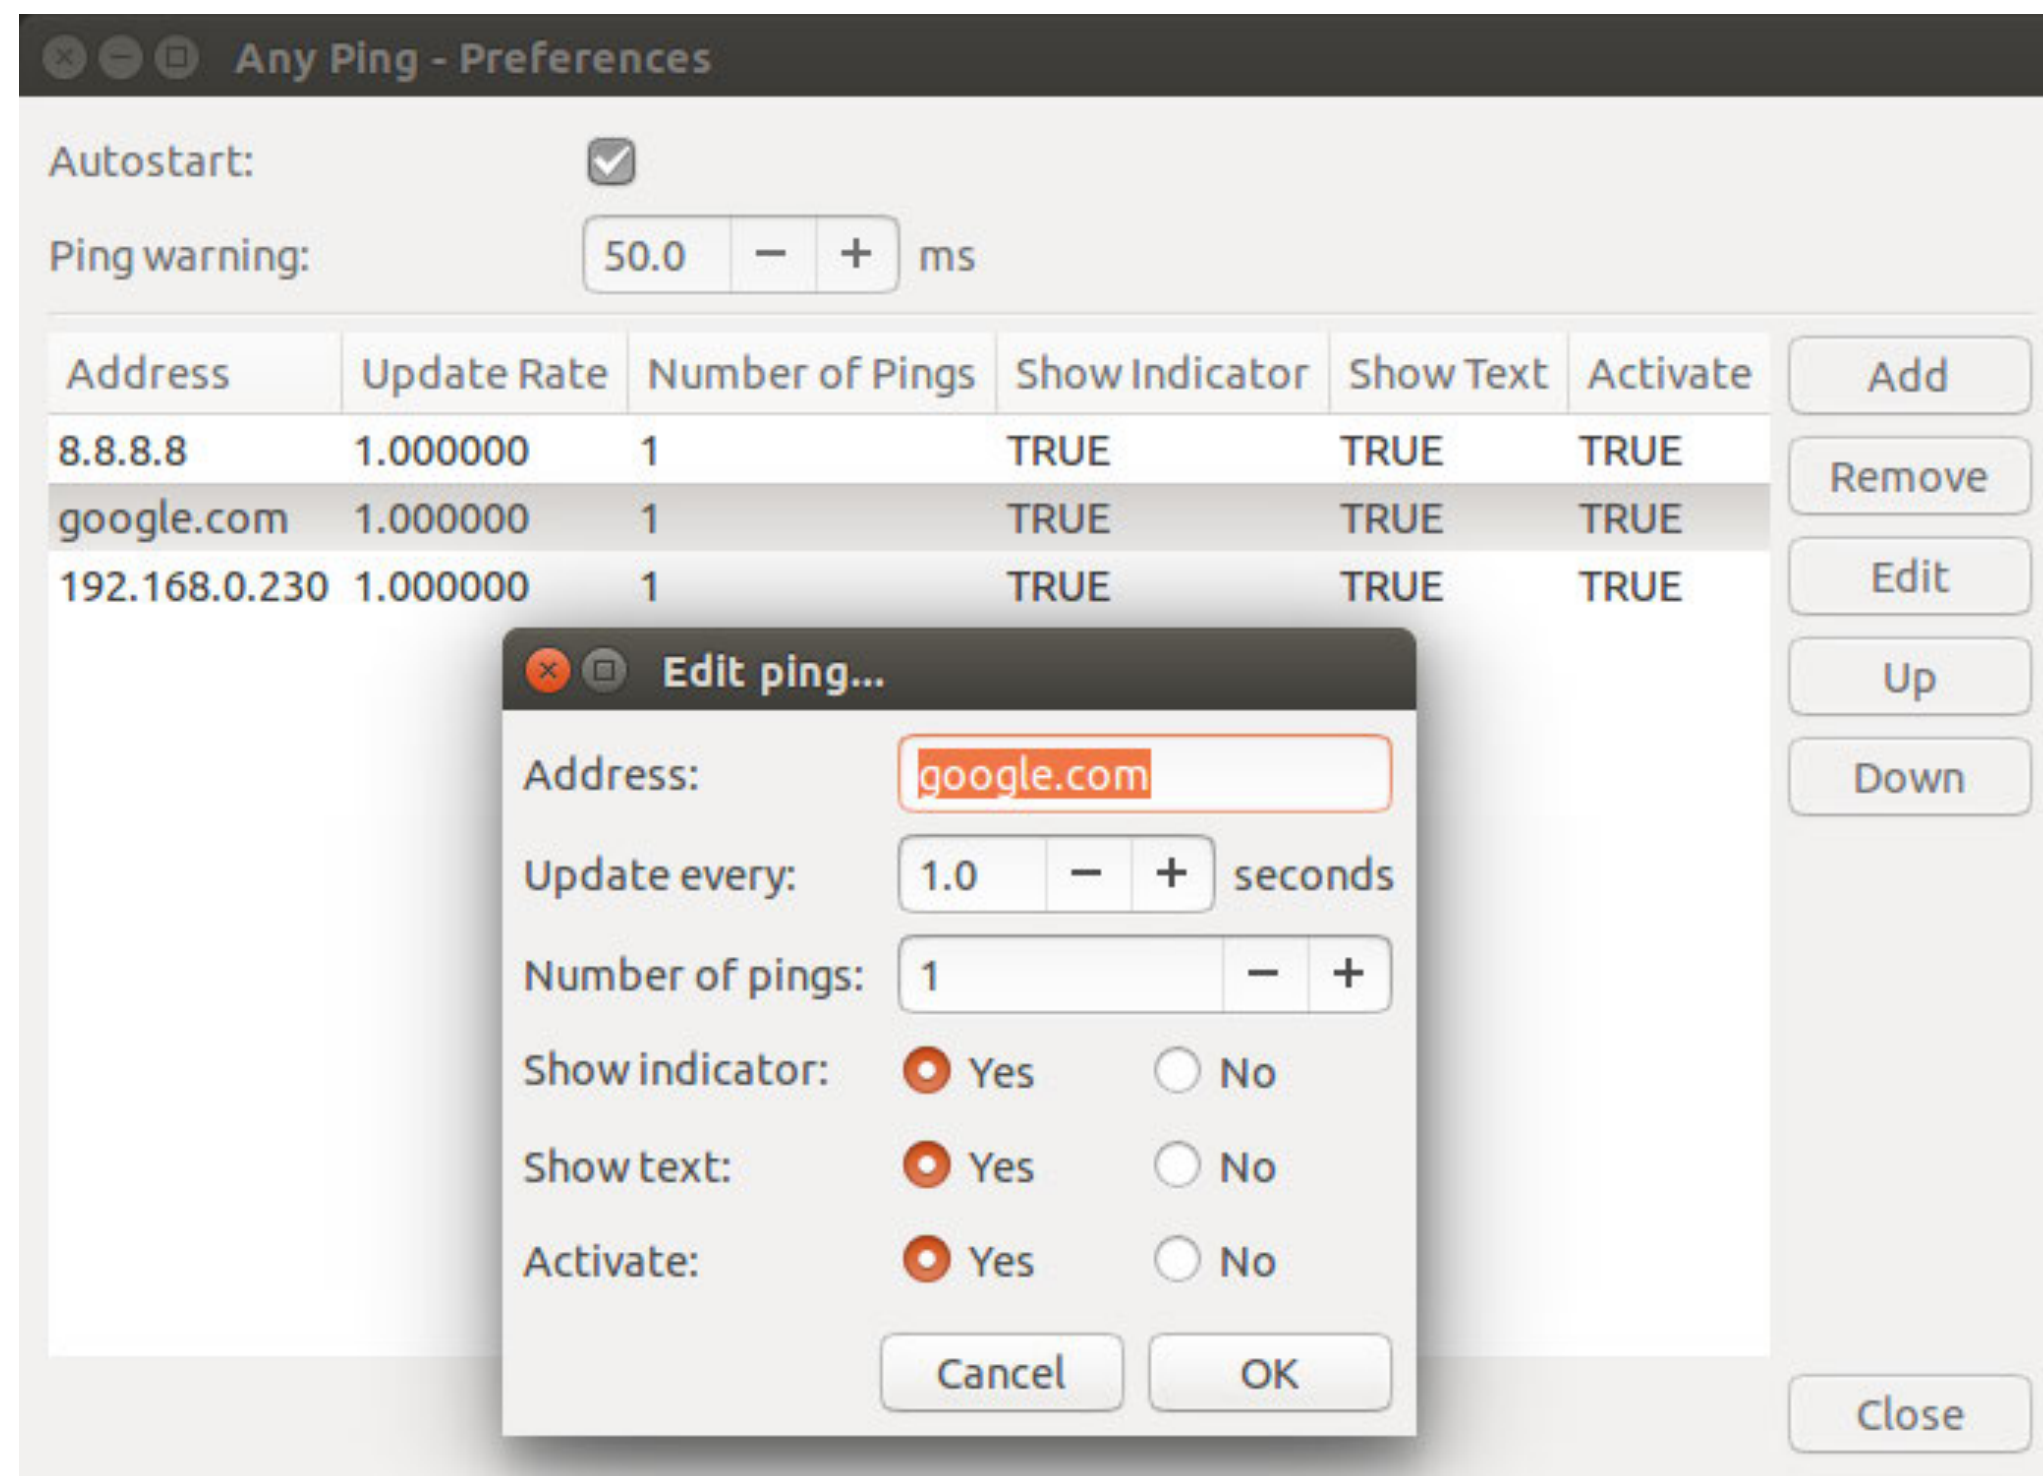 Any Ping - Preferences
Autostart:
Ping warning: 50.0 − + ms
Address Update Rate Number of Pings Show Indicator Show Text Activate
8.8.8.8 1.000000 1 TRUE TRUE TRUE
google.com 1.000000 1 TRUE TRUE TRUE
192.168.0.230 1.000000 1 TRUE TRUE TRUE
Add
Remove
Edit
Up
Down
Edit ping...
Address: google.com
Update every: 1.0 − + seconds
Number of pings: 1 − +
Show indicator: Yes No
Show text: Yes No
Activate: Yes No
Cancel OK
Close